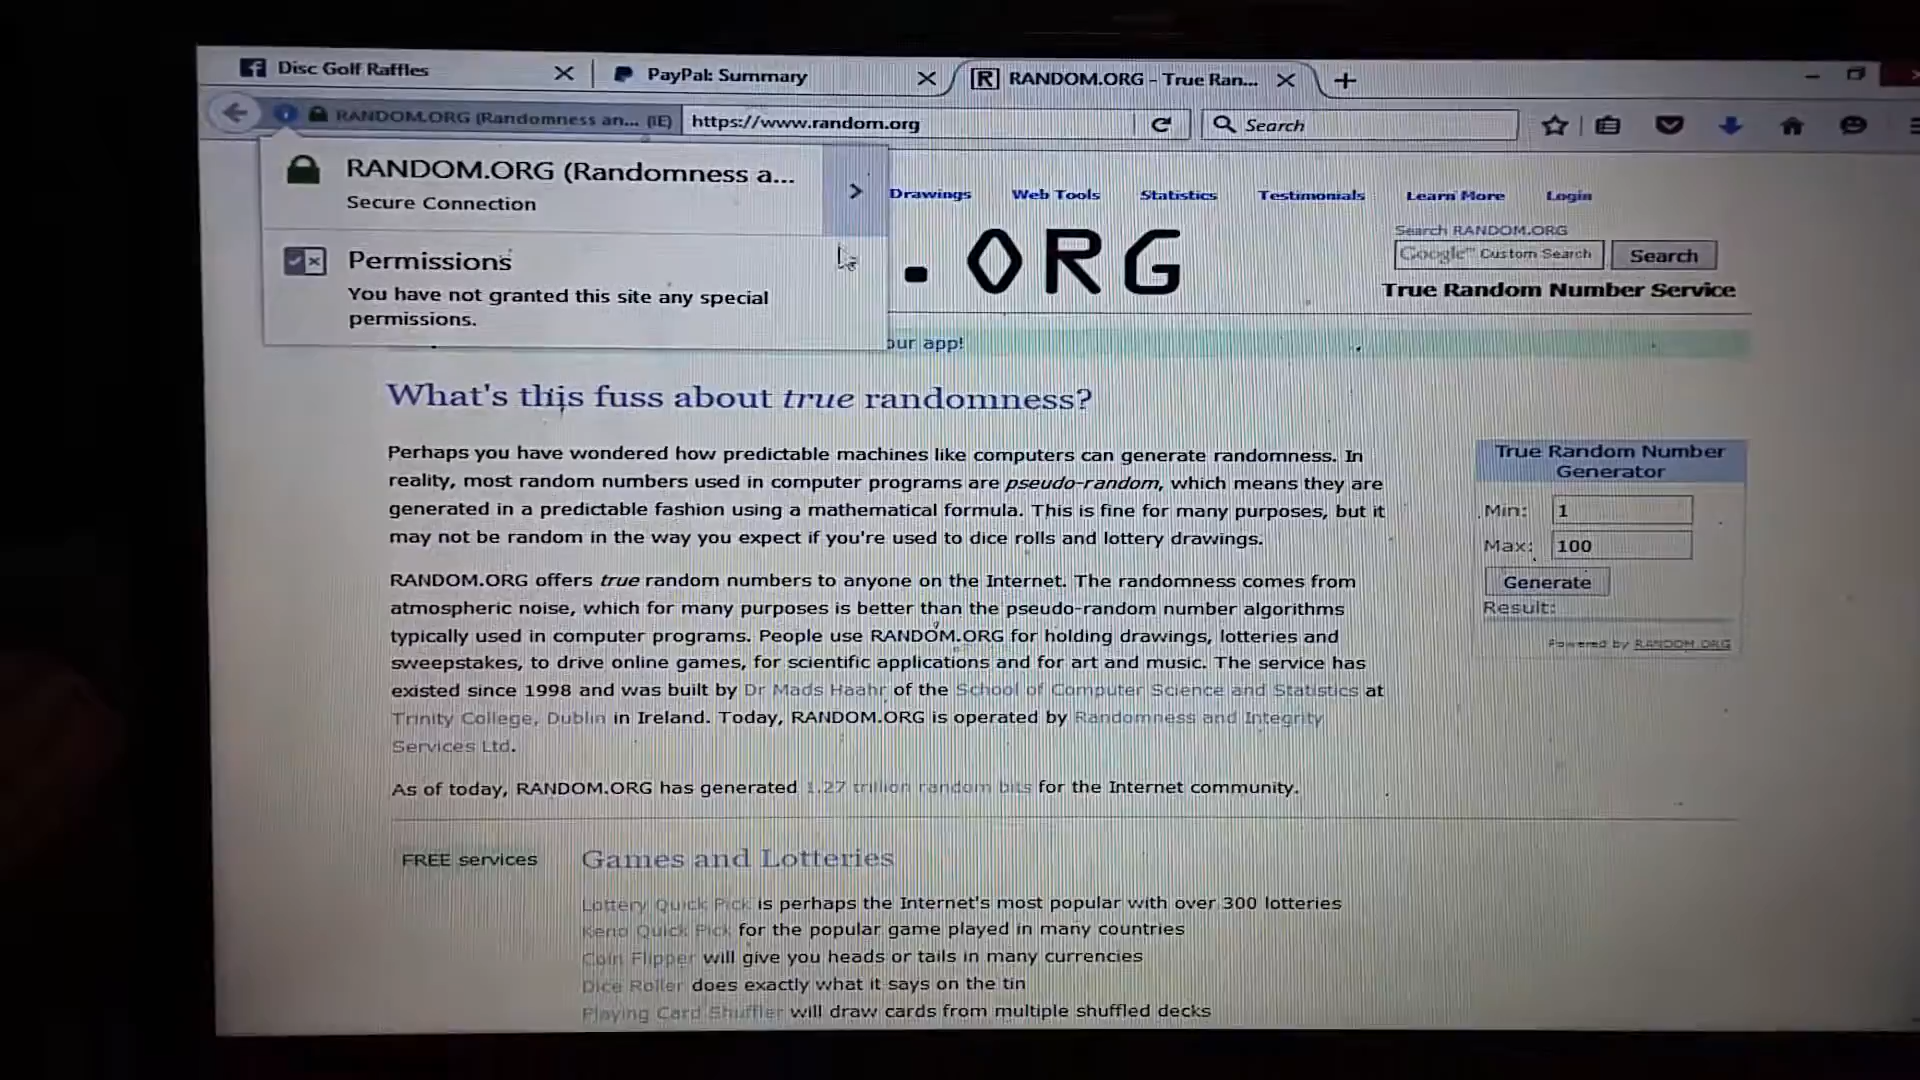 Disc Golf Raffles
PayPal: Summary
RANDOM.ORG - True Ran...
RANDOM.ORG (Randomness an... (IE)
https://www.random.org
Search
RANDOM.ORG (Randomness a...
Secure Connection
Permissions
You have not granted this site any special
permissions.
Drawings
Web Tools
Statistics
Testimonials
Learn More
Login
.ORG
Search RANDOM.ORG
Google™ Custom Search
Search
True Random Number Service
our app!
What's this fuss about true randomness?
Perhaps you have wondered how predictable machines like computers can generate randomness. In
reality, most random numbers used in computer programs are pseudo-random, which means they are
generated in a predictable fashion using a mathematical formula. This is fine for many purposes, but it
may not be random in the way you expect if you're used to dice rolls and lottery drawings.
RANDOM.ORG offers true random numbers to anyone on the Internet. The randomness comes from
atmospheric noise, which for many purposes is better than the pseudo-random number algorithms
typically used in computer programs. People use RANDOM.ORG for holding drawings, lotteries and
sweepstakes, to drive online games, for scientific applications and for art and music. The service has
existed since 1998 and was built by Dr Mads Haahr of the School of Computer Science and Statistics at
Trinity College, Dublin in Ireland. Today, RANDOM.ORG is operated by Randomness and Integrity
Services Ltd.
As of today, RANDOM.ORG has generated 1.27 trillion random bits for the Internet community.
True Random Number
Generator
Min: 1
Max: 100
Generate
Result:
Powered by RANDOM.ORG
FREE services
Games and Lotteries
Lottery Quick Pick is perhaps the Internet's most popular with over 300 lotteries
Keno Quick Pick for the popular game played in many countries
Coin Flipper will give you heads or tails in many currencies
Dice Roller does exactly what it says on the tin
Playing Card Shuffler will draw cards from multiple shuffled decks